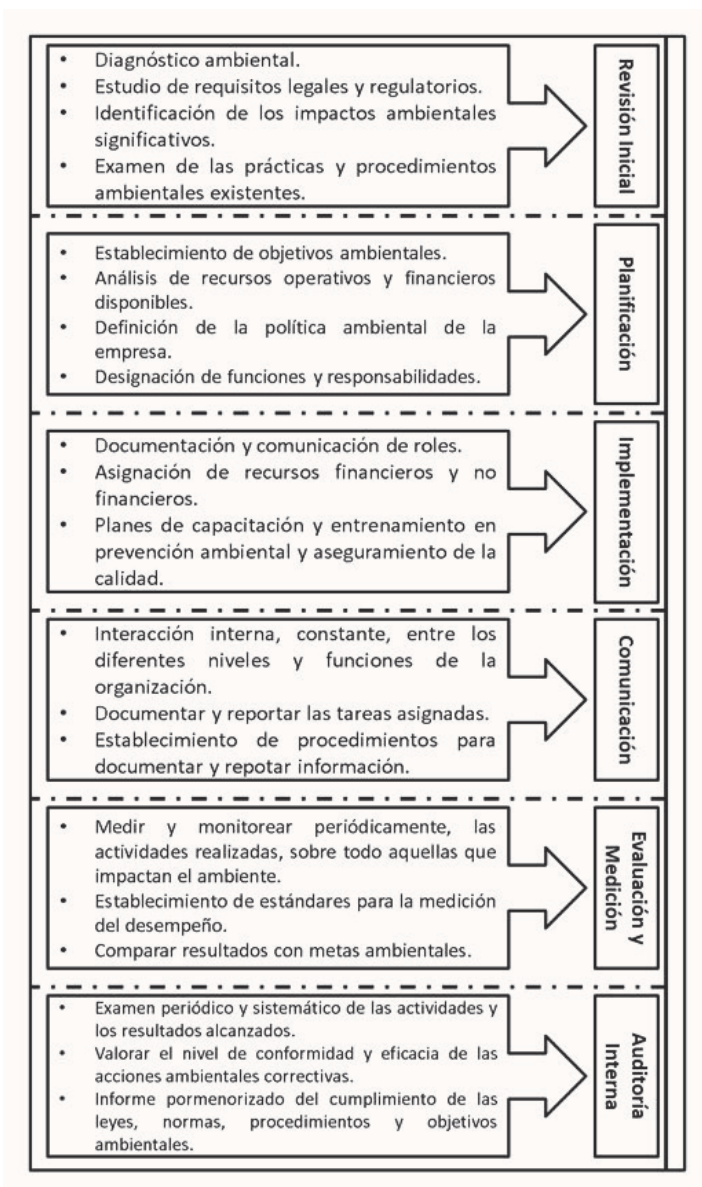 • Diagnóstico ambiental.
• Estudio de requisitos legales y regulatorios.
• Identificación de los impactos ambientales
significativos.
• Examen de las prácticas y procedimientos
ambientales existentes.
Revisión Inicial
• Establecimiento de objetivos ambientales.
• Análisis de recursos operativos y financieros
disponibles.
• Definición de la política ambiental de la
empresa.
• Designación de funciones y responsabilidades.
Planificación
• Documentación y comunicación de roles.
• Asignación de recursos financieros y no
financieros.
• Planes de capacitación y entrenamiento en
prevención ambiental y aseguramiento de la
calidad.
Implementación
• Interacción interna, constante, entre los
diferentes niveles y funciones de la
organización.
• Documentar y reportar las tareas asignadas.
• Establecimiento de procedimientos para
documentar y repotar información.
Comunicación
• Medir y monitorear periódicamente, las
actividades realizadas, sobre todo aquellas que
impactan el ambiente.
• Establecimiento de estándares para la medición
del desempeño.
• Comparar resultados con metas ambientales.
Evaluación y
Medición
• Examen periódico y sistemático de las actividades y
los resultados alcanzados.
• Valorar el nivel de conformidad y eficacia de las
acciones ambientales correctivas.
• Informe pormenorizado del cumplimiento de las
leyes, normas, procedimientos y objetivos
ambientales.
Auditoría
Interna